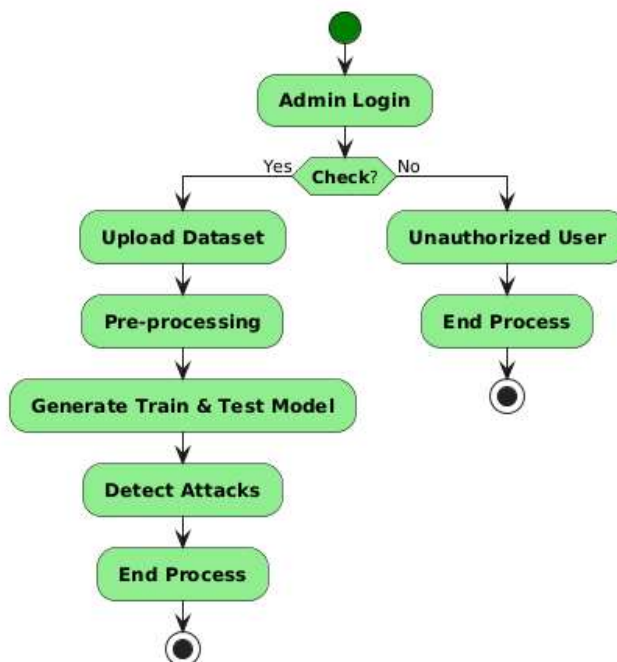 Admin Login
Yes
Check?
No
Upload Dataset
Unauthorized User
Pre-processing
End Process
Generate Train & Test Model
Detect Attacks
End Process